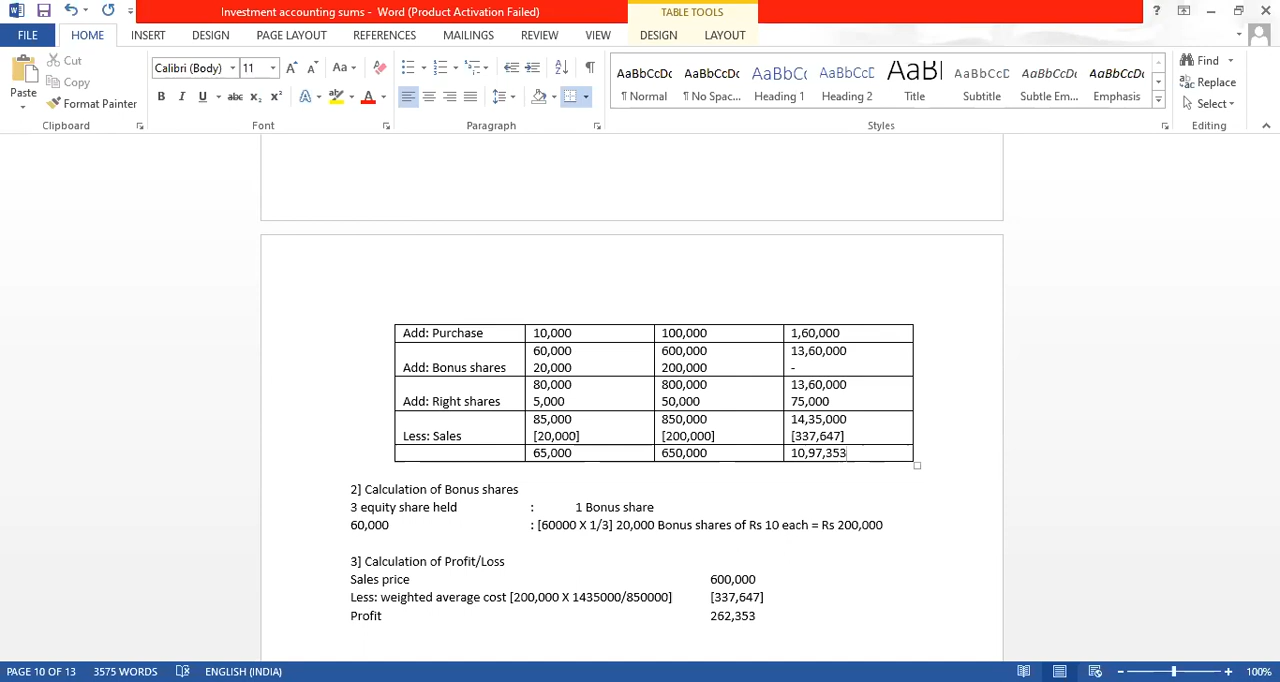 Investment accounting sums - Word (Product Activation Failed)
TABLE TOOLS
?
FILE
HOME
INSERT
DESIGN
PAGE LAYOUT
REFERENCES
MAILINGS
REVIEW
VIEW
DESIGN
LAYOUT
Paste
Cut
Copy
Format Painter
Calibri (Body)
11
Clipboard
Font
Paragraph
AaBbCcDc AaBbCcDc AaBbCc AaBbCcD AaBl AaBbCcD AaBbCcDc AaBbCcDc
¶ Normal ¶ No Spac... Heading 1 Heading 2 Title Subtitle Subtle Em... Emphasis
Styles
Find
Replace
Select
Editing
Add: Purchase 10,000 100,000 1,60,000
60,000 600,000 13,60,000
Add: Bonus shares 20,000 200,000 -
80,000 800,000 13,60,000
Add: Right shares 5,000 50,000 75,000
85,000 850,000 14,35,000
Less: Sales [20,000] [200,000] [337,647]
65,000 650,000 10,97,353
2] Calculation of Bonus shares
3 equity share held : 1 Bonus share
60,000 : [60000 X 1/3] 20,000 Bonus shares of Rs 10 each = Rs 200,000
3] Calculation of Profit/Loss
Sales price 600,000
Less: weighted average cost [200,000 X 1435000/850000] [337,647]
Profit 262,353
PAGE 10 OF 13 3575 WORDS ENGLISH (INDIA) 100%